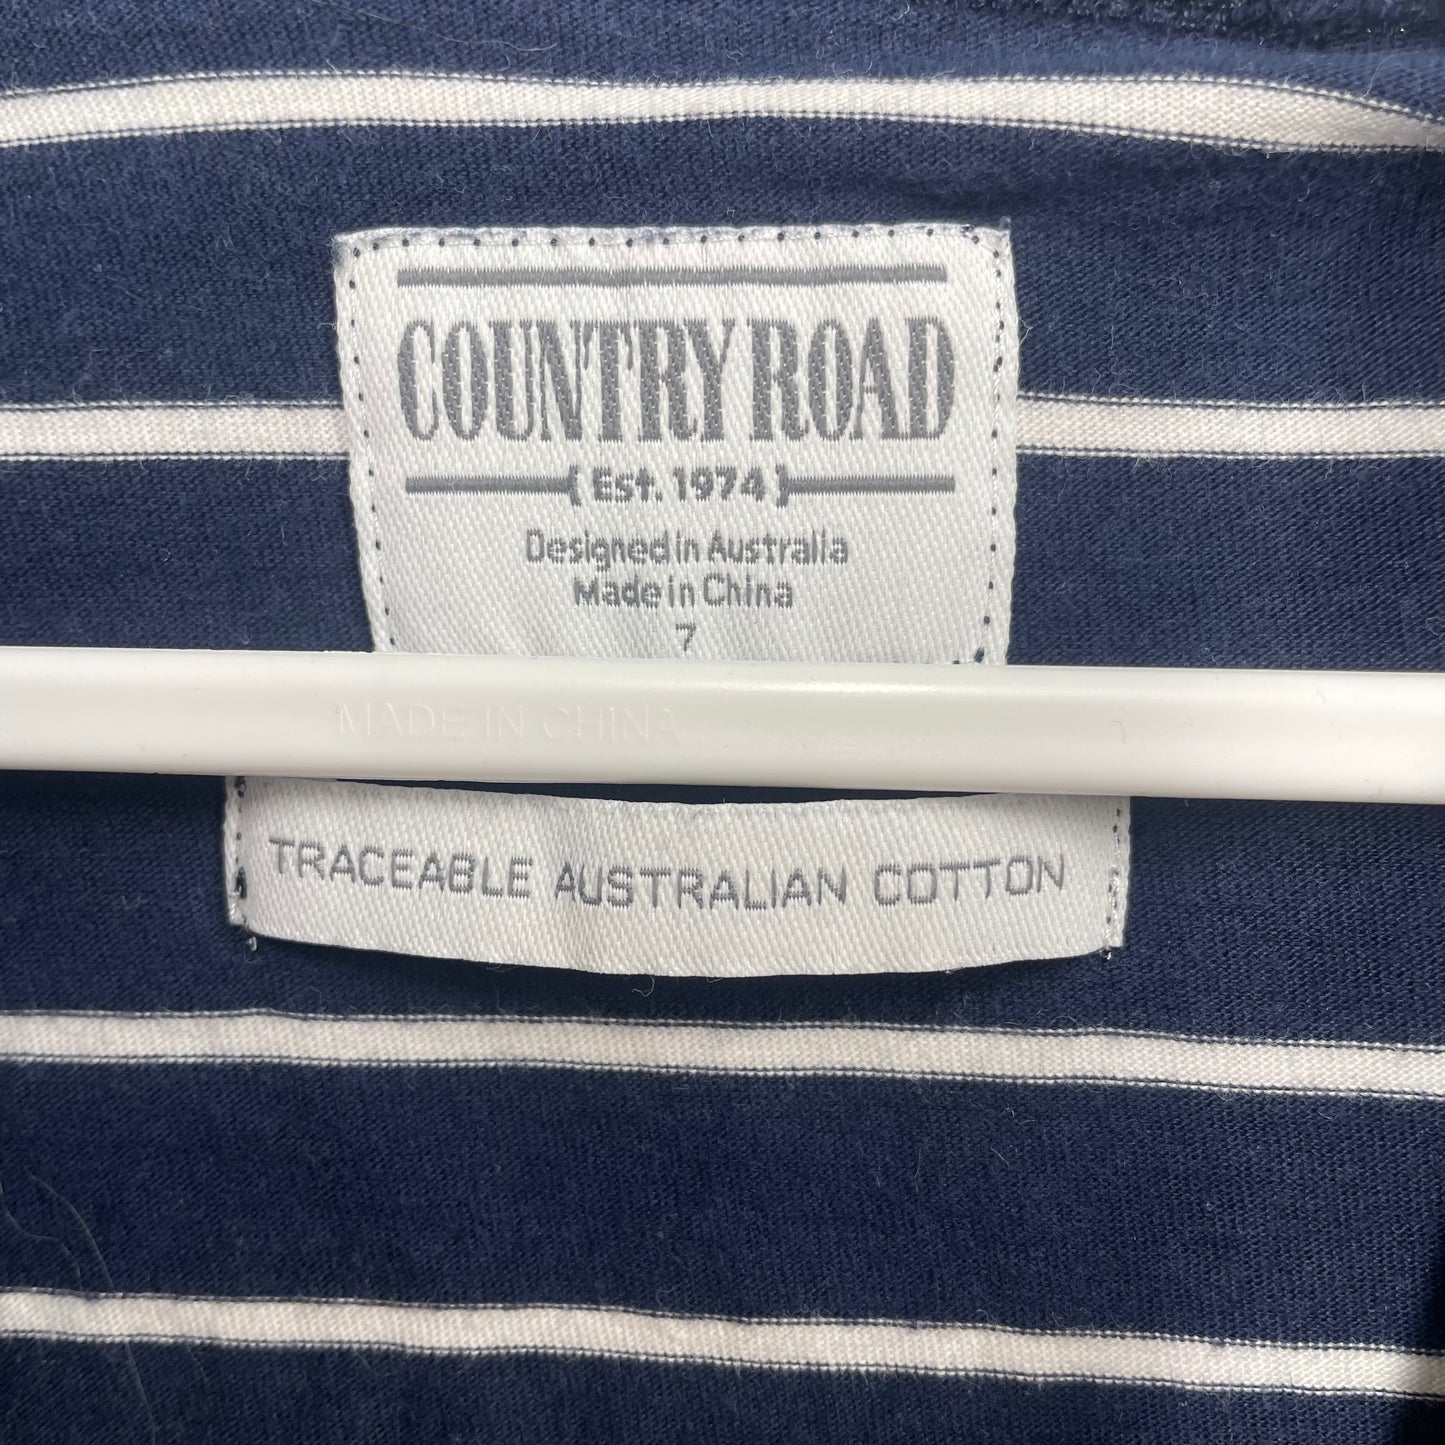 COUNTRY ROAD
{ Est. 1974 }
Designed in Australia
Made in China
7
MADE IN CHINA
TRACEABLE AUSTRALIAN COTTON